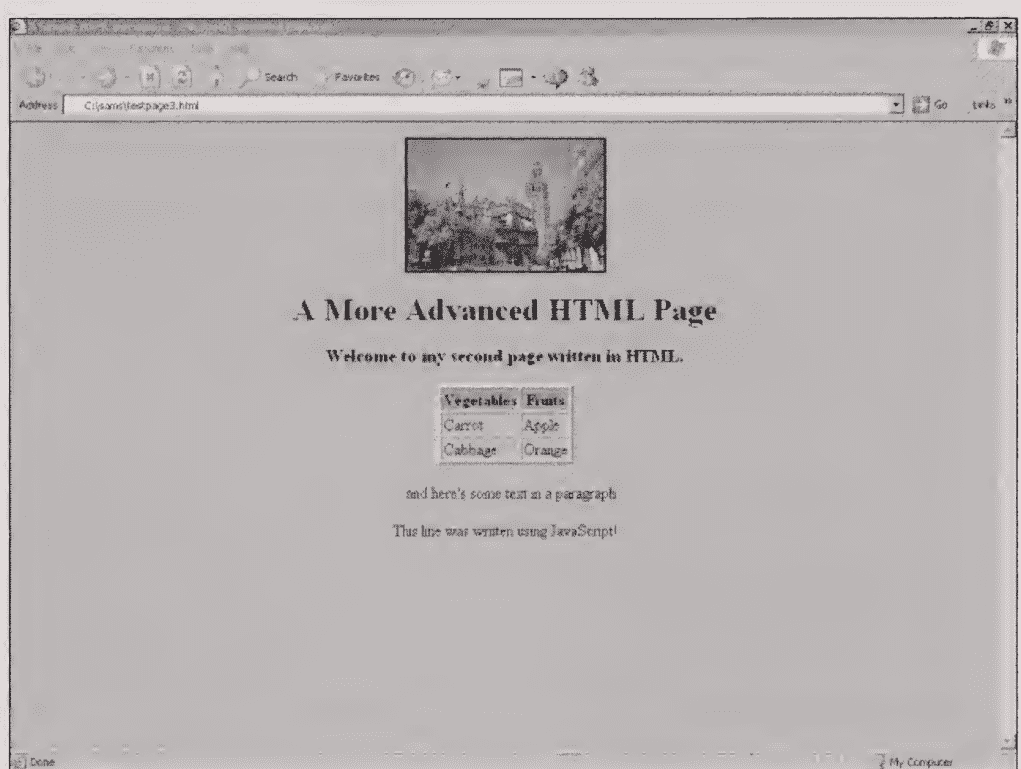 Search Favorites
Address C:\sams\testpage3.html Go Links »
A More Advanced HTML Page
Welcome to my second page written in HTML.
Vegetables Fruits
Carrot Apple
Cabbage Orange
and here's some text in a paragraph
This line was written using JavaScript!
Done My Computer